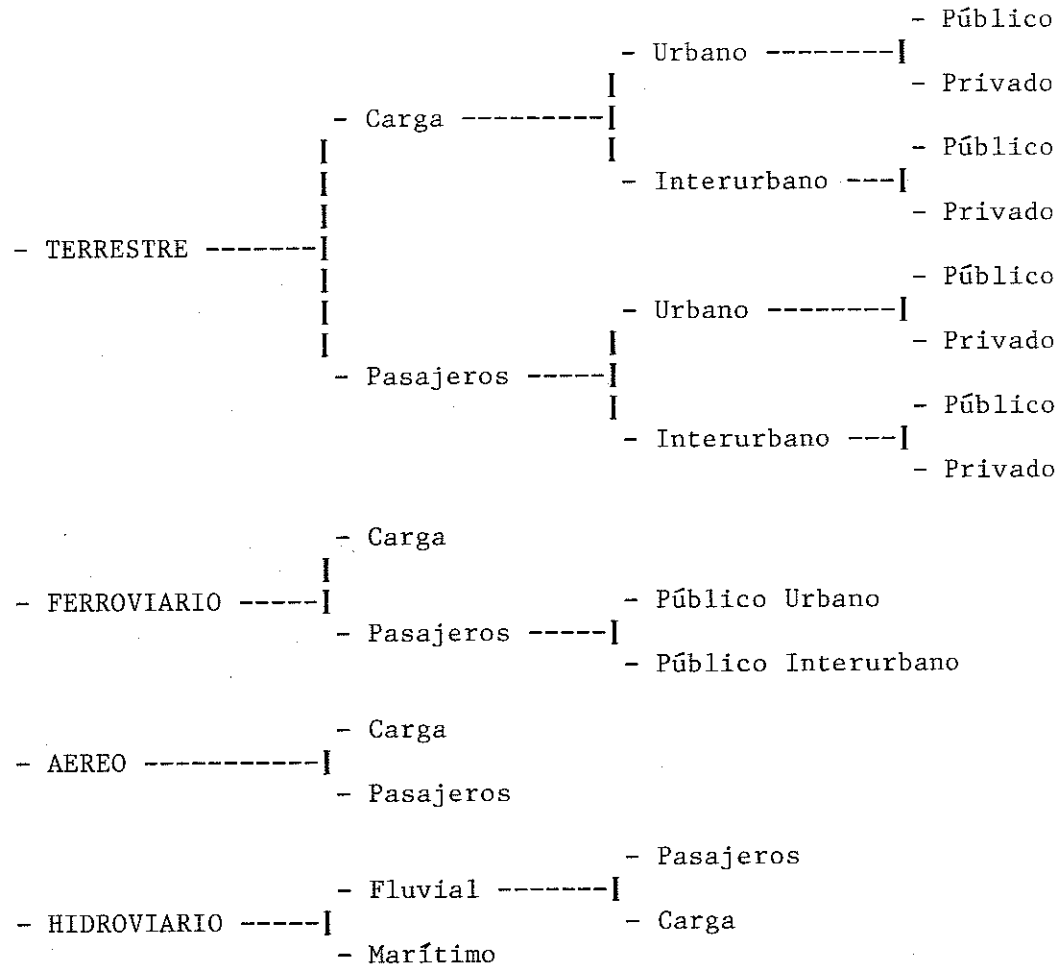 - Público
- Urbano --------I
- Privado
- Carga ---------I
- Público
- Interurbano ---I
- Privado
- TERRESTRE -------I
- Público
- Urbano --------I
- Privado
- Pasajeros -----I
- Público
- Interurbano ---I
- Privado
- Carga
- FERROVIARIO -----I
- Público Urbano
- Pasajeros -----I
- Público Interurbano
- Carga
- AEREO -----------I
- Pasajeros
- Pasajeros
- Fluvial -------I
- HIDROVIARIO -----I
- Carga
- Marítimo